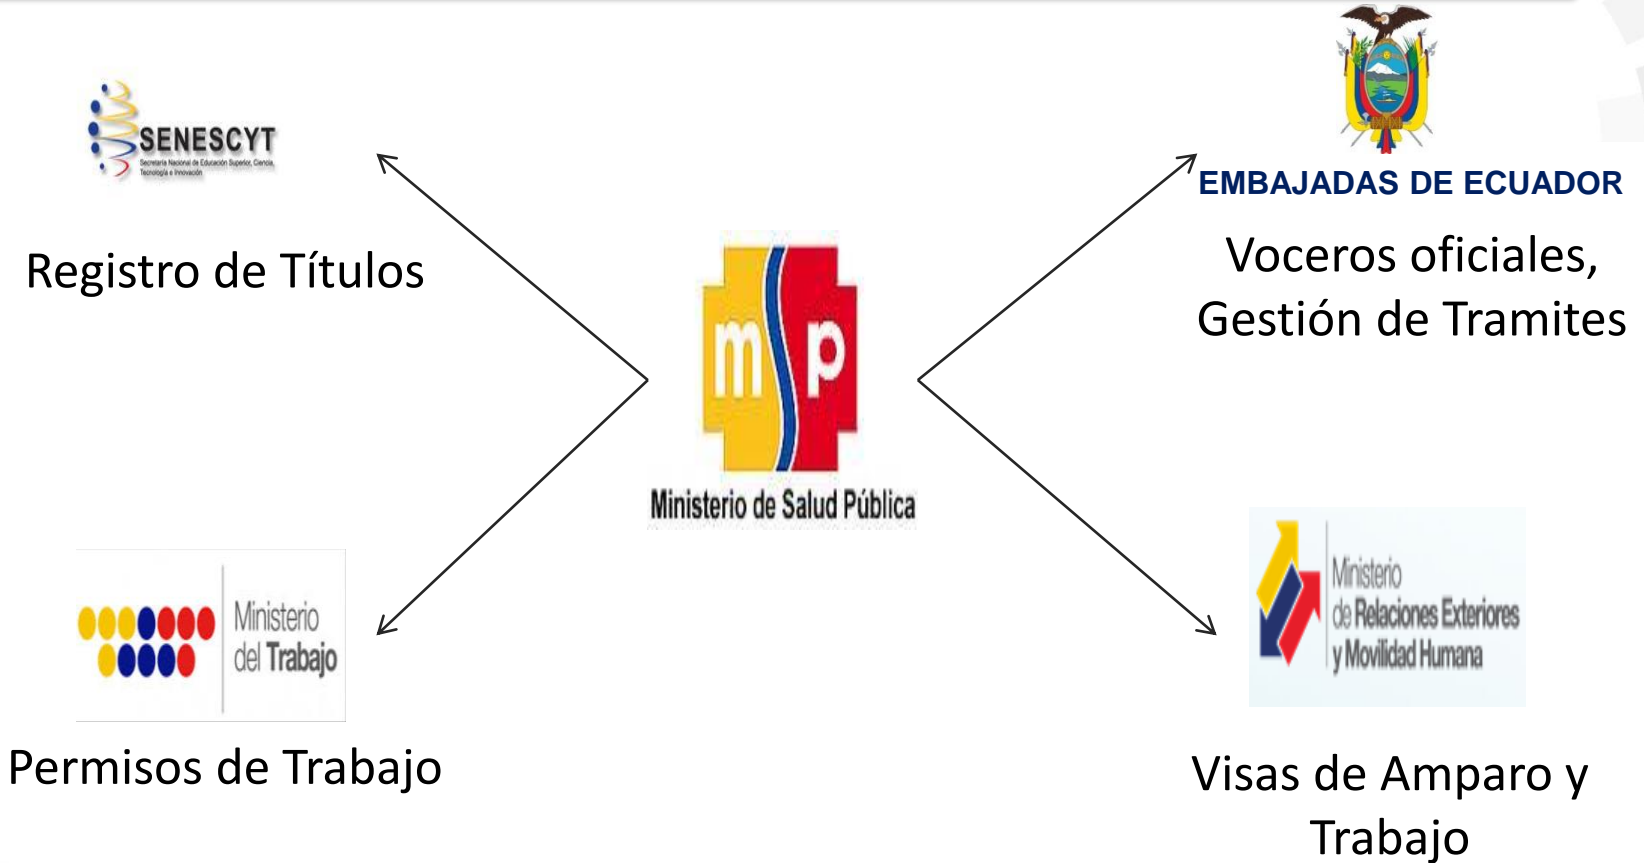 SENESCYT
Secretaría Nacional de Educación Superior, Ciencia,
Tecnología e Innovación
Registro de Títulos
EMBAJADAS DE ECUADOR
Voceros oficiales,
Gestión de Tramites
m p
Ministerio de Salud Pública
Ministerio
del Trabajo
Permisos de Trabajo
Ministerio
de Relaciones Exteriores
y Movilidad Humana
Visas de Amparo y
Trabajo